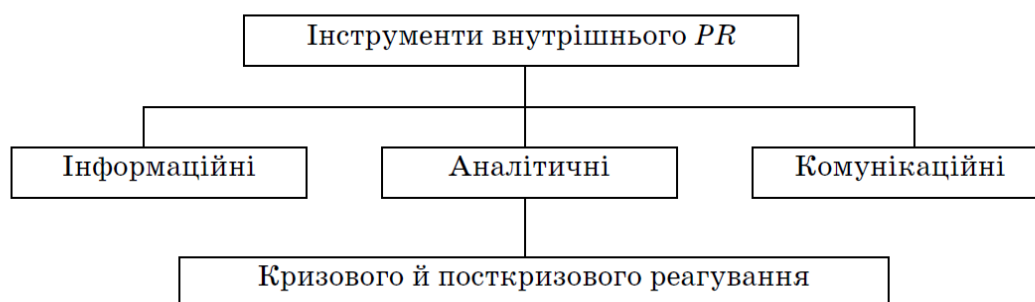 Інструменти внутрішнього PR
Інформаційні
Аналітичні
Комунікаційні
Кризового й посткризового реагування